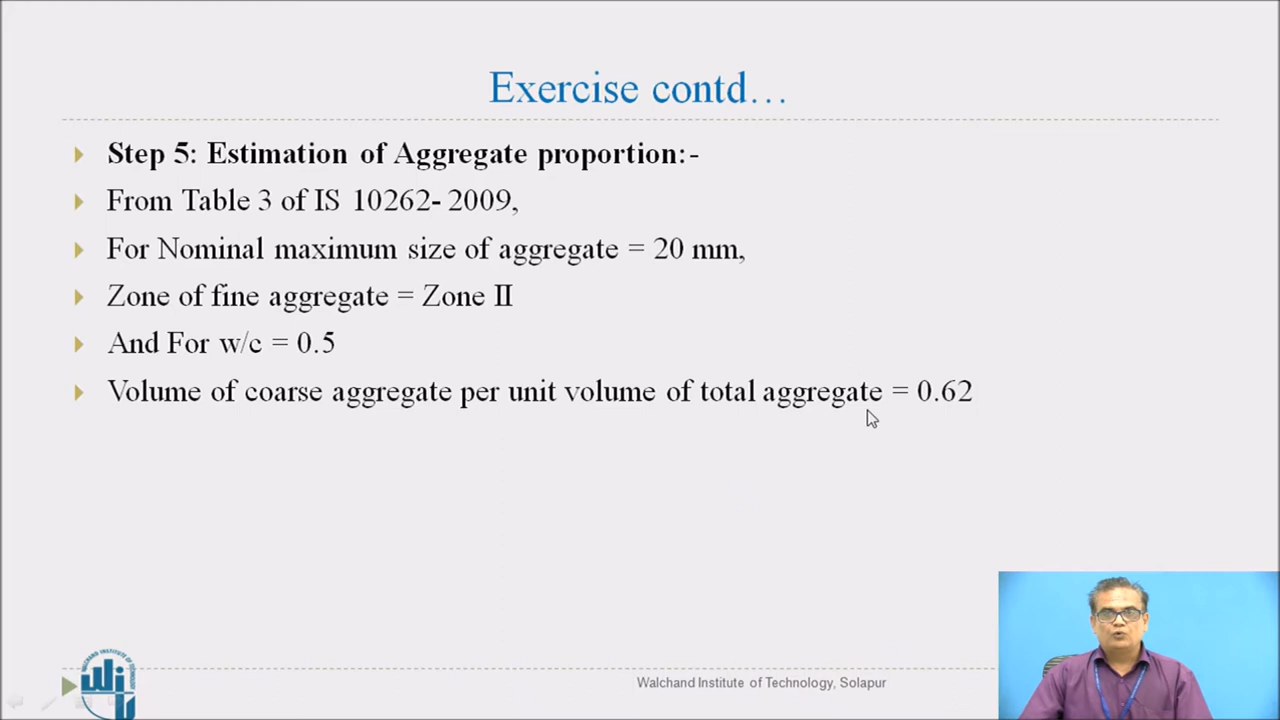 Exercise contd...
Step 5: Estimation of Aggregate proportion:-
From Table 3 of IS 10262- 2009,
For Nominal maximum size of aggregate = 20 mm,
Zone of fine aggregate = Zone II
And For w/c = 0.5
Volume of coarse aggregate per unit volume of total aggregate = 0.62
Walchand Institute of Technology, Solapur